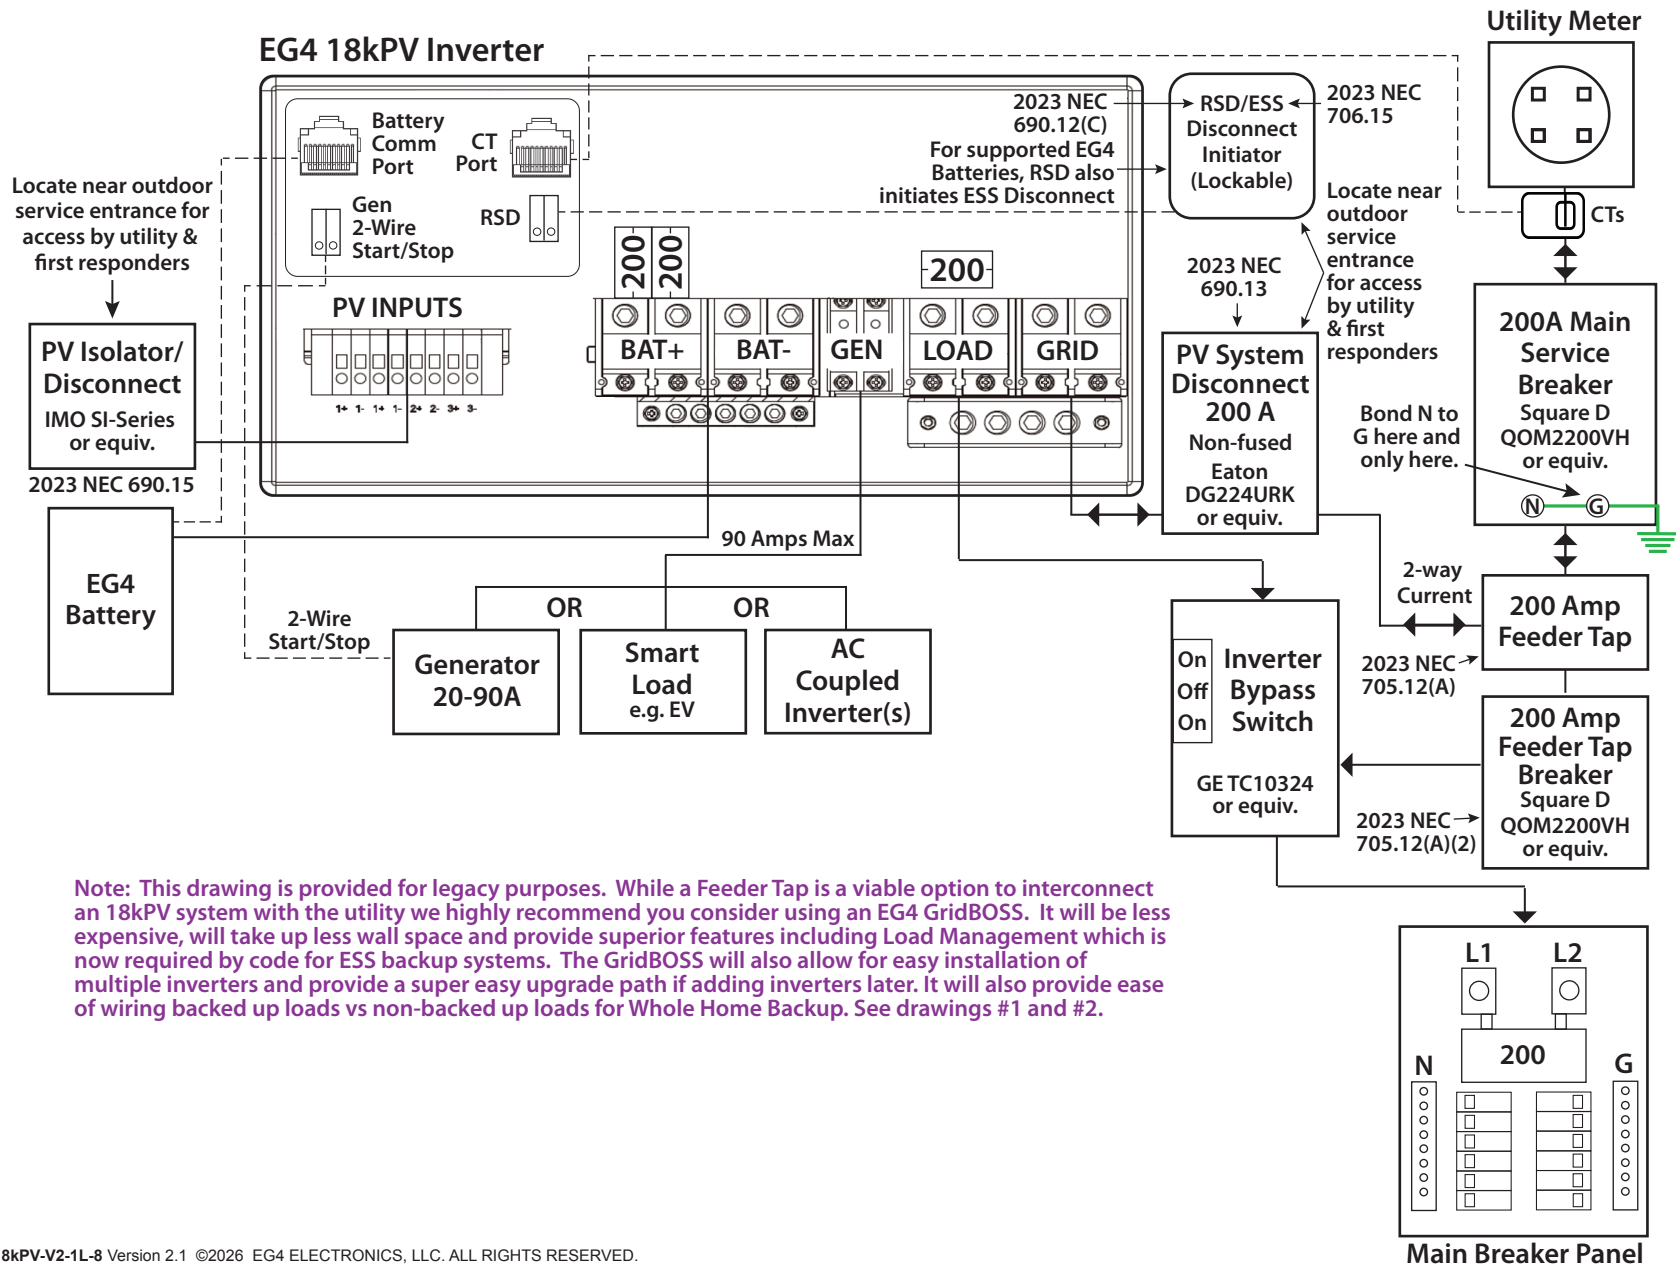 Utility Meter
EG4 18kPV Inverter
Battery
Comm
Port
CT
Port
Gen
2-Wire
Start/Stop
RSD
2023 NEC
690.12(C)
For supported EG4
Batteries, RSD also
initiates ESS Disconnect
RSD/ESS
Disconnect
Initiator
(Lockable)
2023 NEC
706.15
CTs
Locate near outdoor
service entrance for
access by utility &
first responders
Locate near
outdoor
service
entrance
for access
by utility
& first
responders
200
200
200
2023 NEC
690.13
PV INPUTS
1+ 1- 1+ 1- 2+ 2- 3+ 3-
BAT+
BAT-
GEN
LOAD
GRID
PV Isolator/
Disconnect
IMO SI-Series
or equiv.
2023 NEC 690.15
PV System
Disconnect
200 A
Non-fused
Eaton
DG224URK
or equiv.
200A Main
Service
Breaker
Square D
QOM2200VH
or equiv.
N
G
Bond N to
G here and
only here.
EG4
Battery
90 Amps Max
2-Wire
Start/Stop
OR
OR
Generator
20-90A
Smart
Load
e.g. EV
AC
Coupled
Inverter(s)
2-way
Current
200 Amp
Feeder Tap
2023 NEC
705.12(A)
On
Off
On
Inverter
Bypass
Switch
GE TC10324
or equiv.
200 Amp
Feeder Tap
Breaker
Square D
QOM2200VH
or equiv.
2023 NEC
705.12(A)(2)
Note: This drawing is provided for legacy purposes. While a Feeder Tap is a viable option to interconnect
an 18kPV system with the utility we highly recommend you consider using an EG4 GridBOSS. It will be less
expensive, will take up less wall space and provide superior features including Load Management which is
now required by code for ESS backup systems. The GridBOSS will also allow for easy installation of
multiple inverters and provide a super easy upgrade path if adding inverters later. It will also provide ease
of wiring backed up loads vs non-backed up loads for Whole Home Backup. See drawings #1 and #2.
L1
L2
200
N
G
Main Breaker Panel
8kPV-V2-1L-8 Version 2.1 ©2026 EG4 ELECTRONICS, LLC. ALL RIGHTS RESERVED.